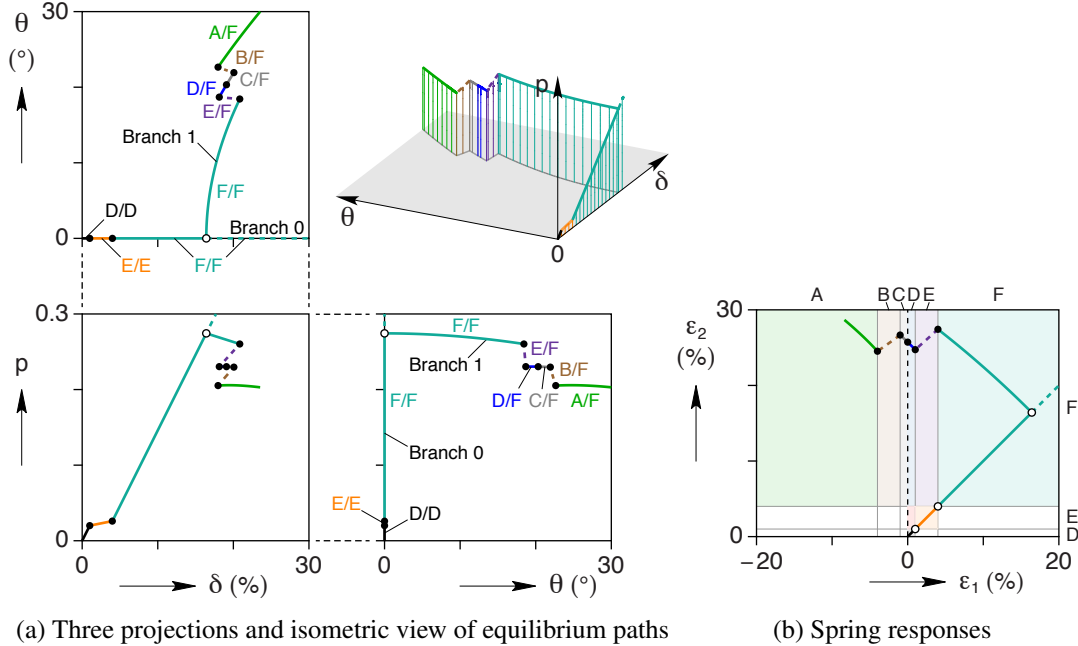 30
θ
(°)
A/F
B/F
C/F
D/F
E/F
Branch 1
F/F
D/D
Branch 0
0
E/E
F/F
p
δ
θ
0
0.3
p
0
0
30
δ (%)
F/F
E/F
Branch 1
B/F
D/F
C/F
A/F
F/F
Branch 0
E/E
D/D
0
30
θ (°)
A
B
C
D
E
F
30
ε2
(%)
F
E
D
0
−20
0
20
ε1 (%)
(a) Three projections and isometric view of equilibrium paths
(b) Spring responses